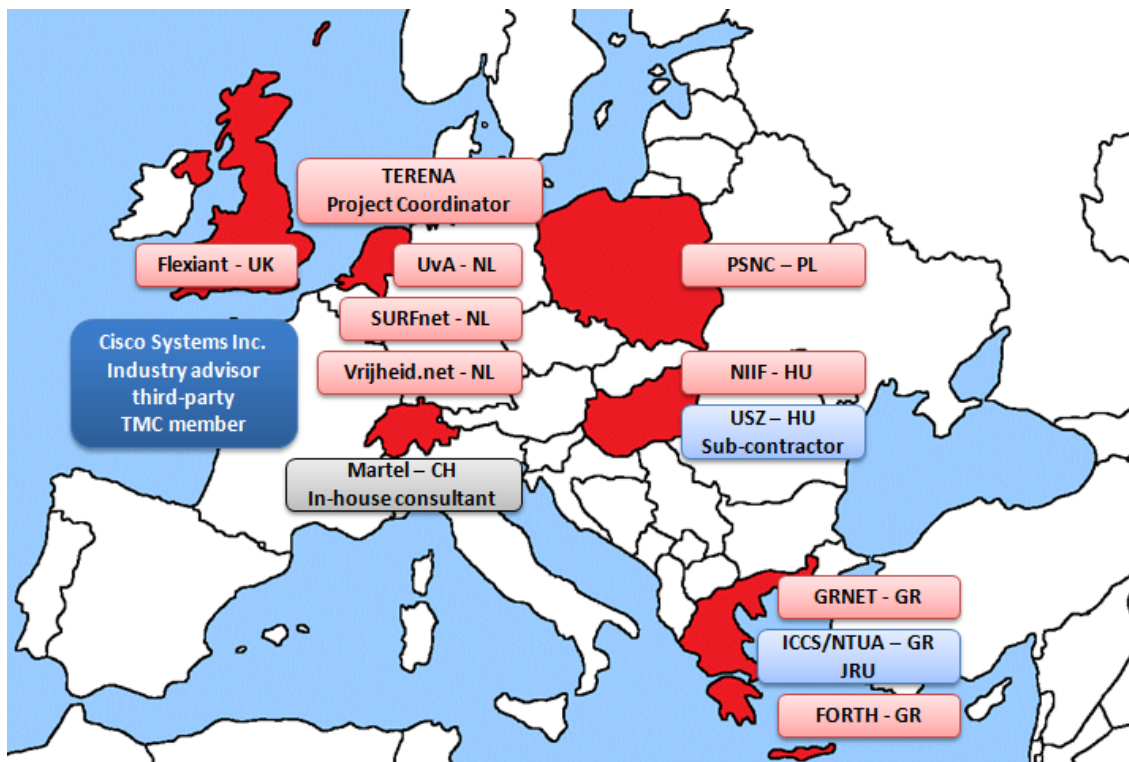 TERENA
Project Coordinator
Flexiant - UK
UvA - NL
PSNC – PL
SURFnet - NL
Cisco Systems Inc.
Industry advisor
third-party
TMC member
Vrijheid.net - NL
NIIF - HU
USZ – HU
Sub-contractor
Martel – CH
In-house consultant
GRNET - GR
ICCS/NTUA – GR
JRU
FORTH - GR